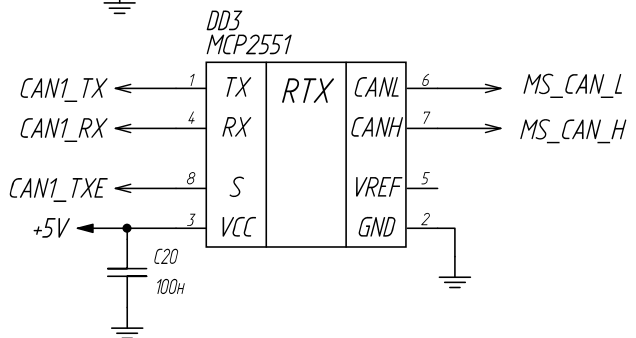 DD3
MCP2551
CAN1_TX 1 TX RTX CANL 6 MS_CAN_L
CAN1_RX 4 RX CANH 7 MS_CAN_H
CAN1_TXE 8 S VREF 5
+5V 3 VCC GND 2
C20
100н